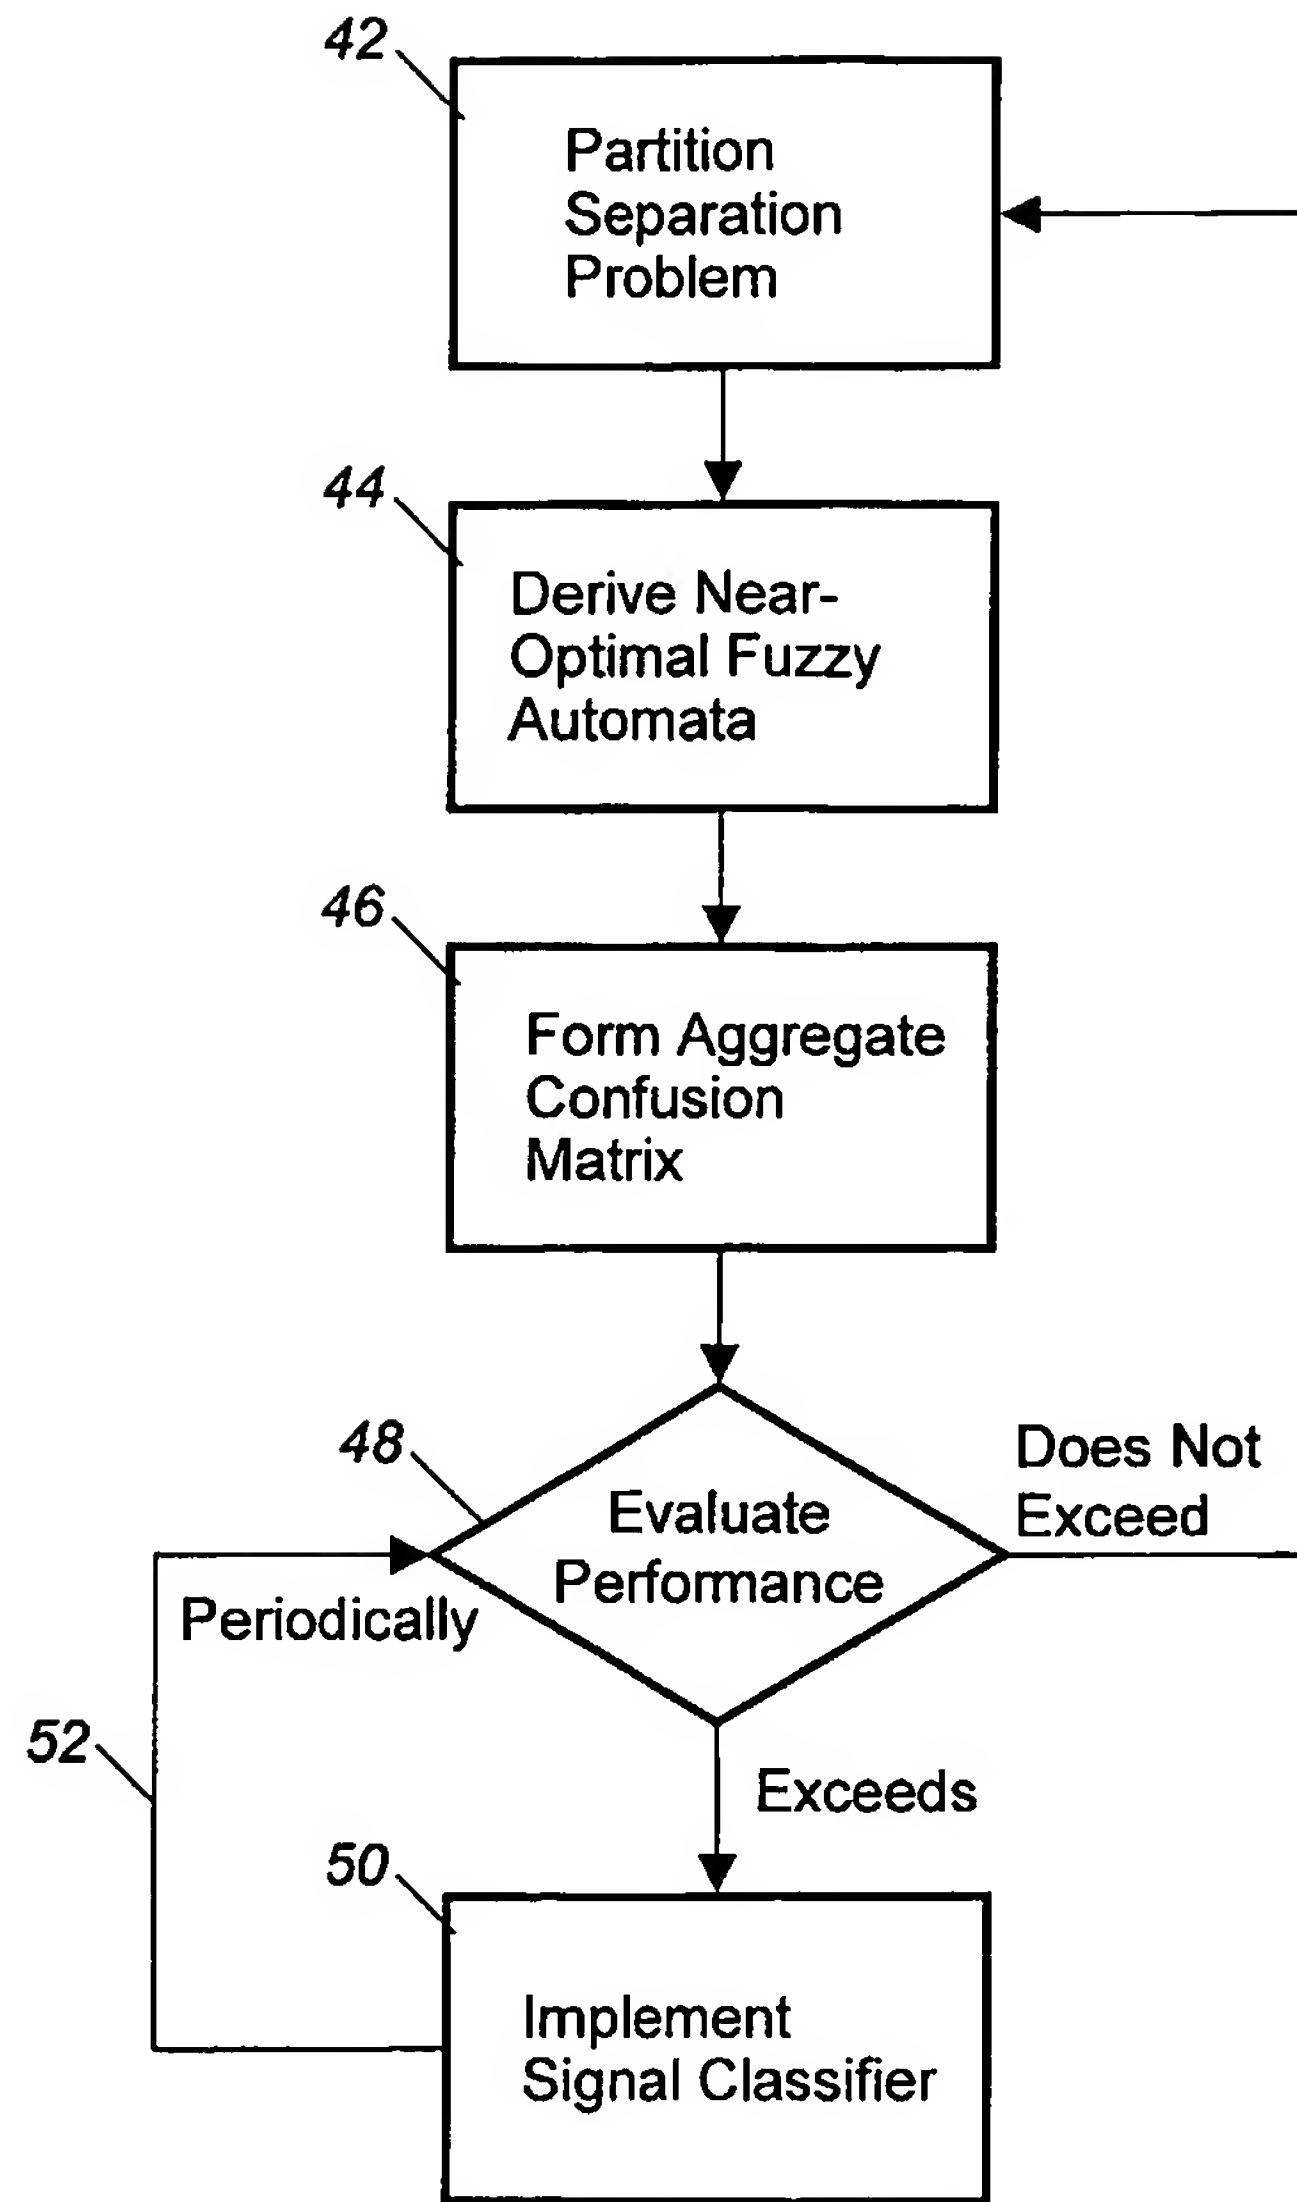 42
Partition
Separation
Problem
44
Derive Near-
Optimal Fuzzy
Automata
46
Form Aggregate
Confusion
Matrix
48
Evaluate
Performance
Does Not
Exceed
Periodically
52
Exceeds
50
Implement
Signal Classifier